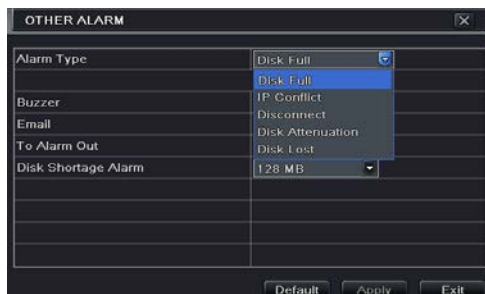 OTHER ALARM
Alarm Type Disk Full
Disk Full
Buzzer IP Conflict
Disconnect
Email Disk Attenuation
To Alarm Out Disk Lost
Disk Shortage Alarm 128 MB
Default Apply Exit